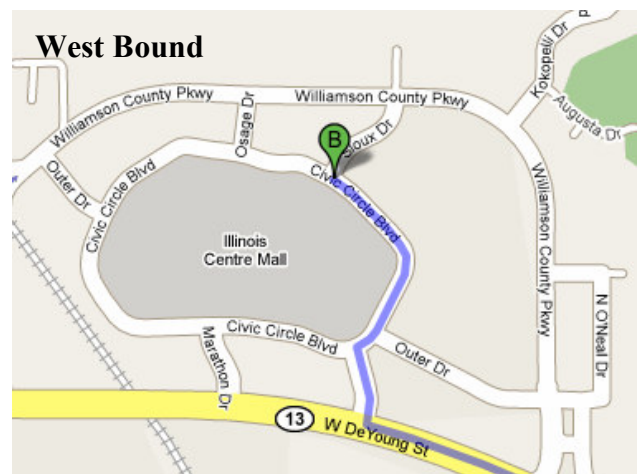 West Bound
Williamson County Pkwy
Williamson County Pkwy
Kokopelli Dr
Augusta Dr
Osage Dr
Sioux Dr
B
Outer Dr
Civic Circle Blvd
Civic Circle Blvd
Illinois
Centre Mall
Williamson County Pkwy
N O'Neal Dr
Civic Circle Blvd
Outer Dr
Marathon Dr
13
W DeYoung St